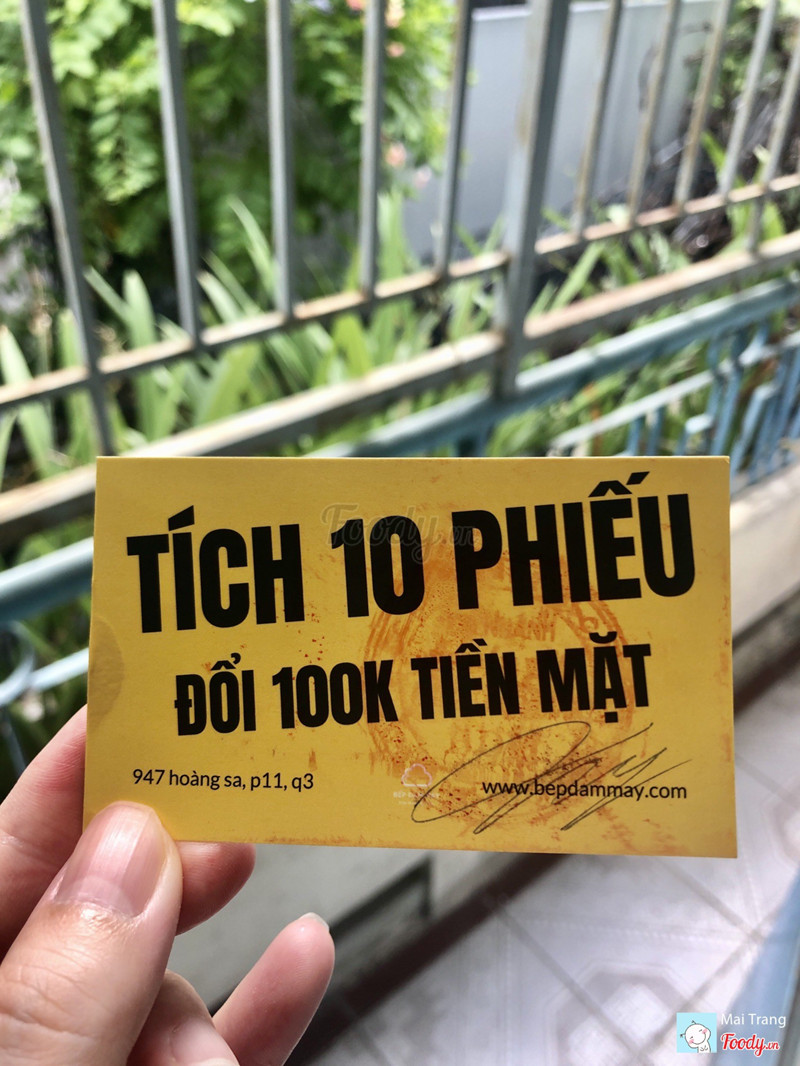 TÍCH 10 PHIẾU
Foody.vn
ĐỔI 100K TIỀN MẶT
947 hoàng sa, p11, q3
www.bepdammay.com
Mai Trang
Foody.vn